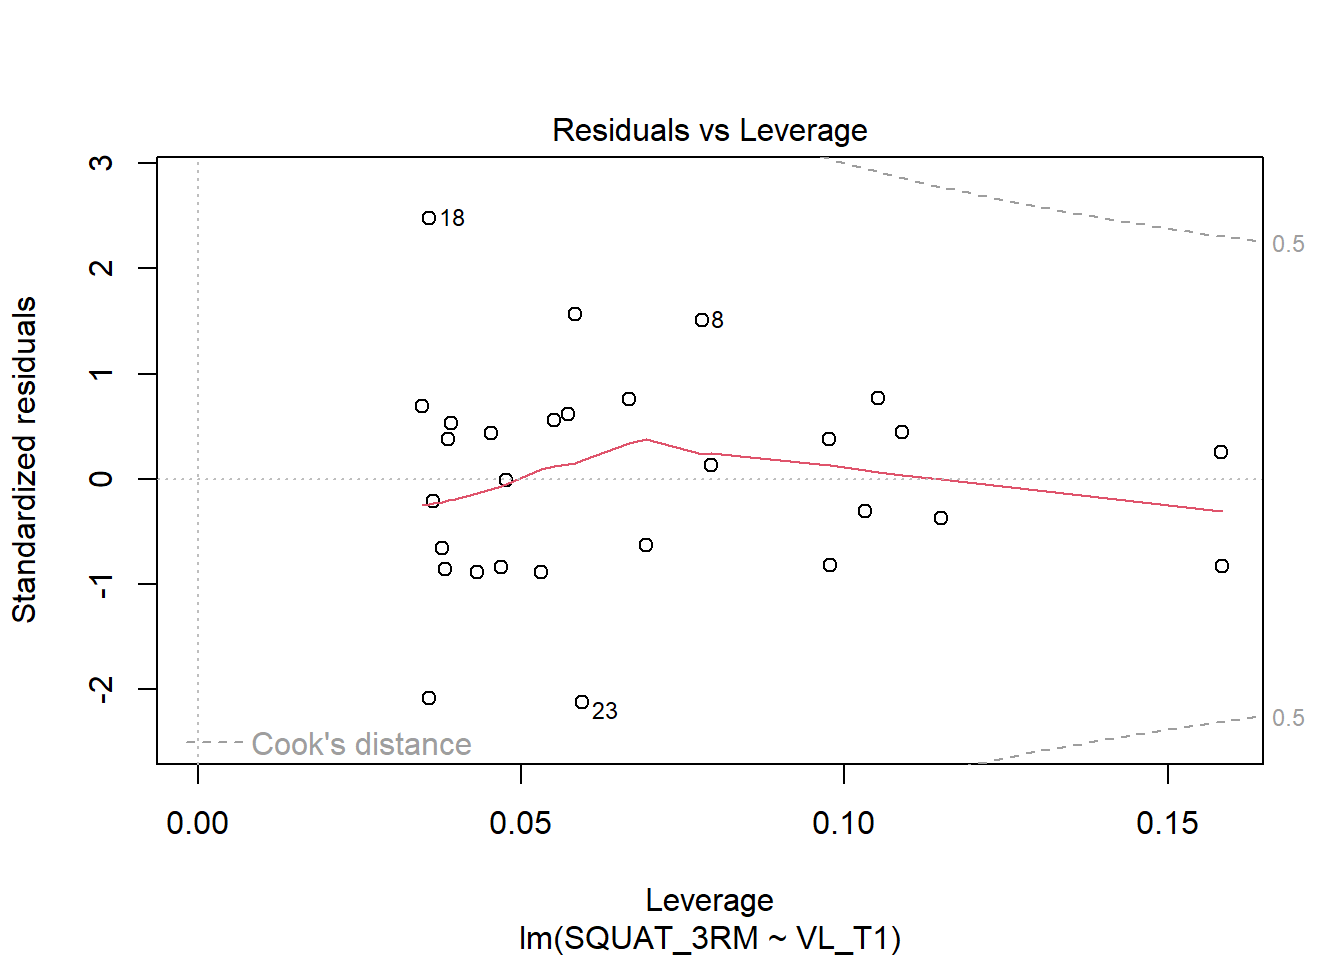 Residuals vs Leverage
Standardized residuals
3
2
1
0
-1
-2
18
8
23
0.5
0.5
Cook's distance
0.00 0.05 0.10 0.15
Leverage
lm(SQUAT_3RM ~ VL_T1)